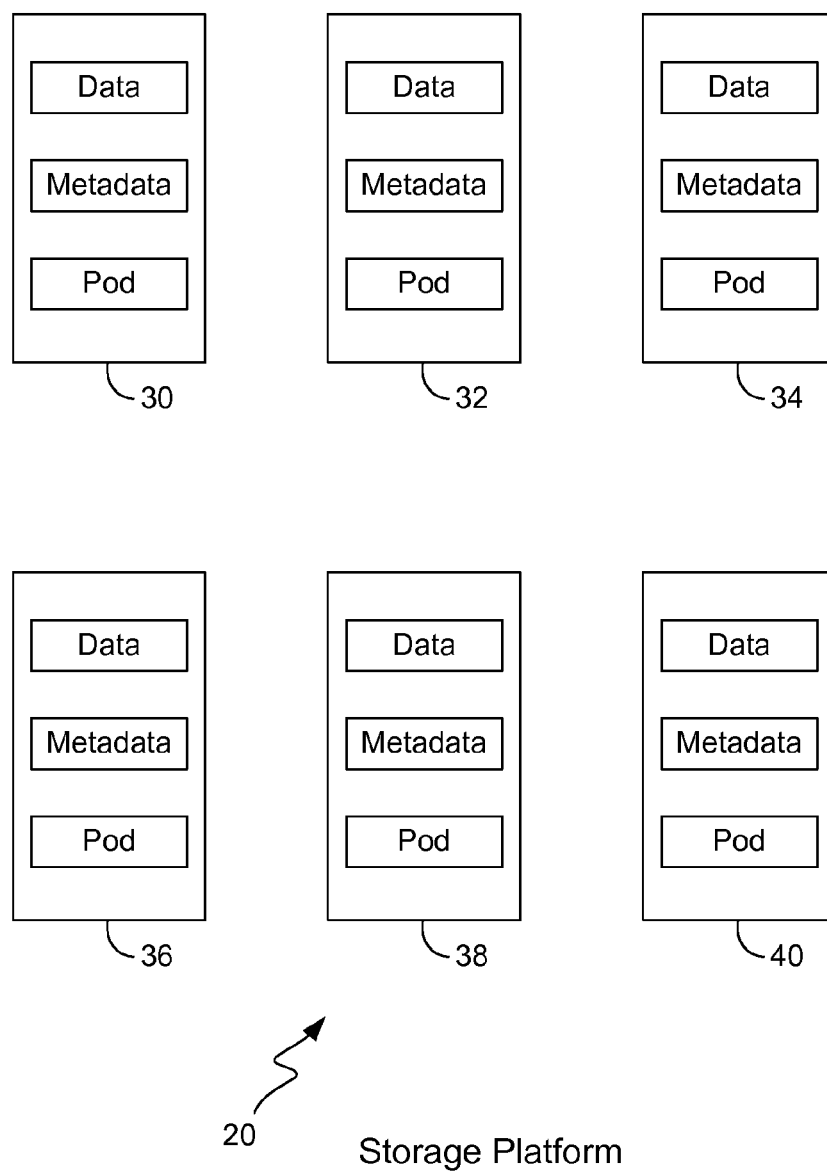 Data
Metadata
Pod
30
Data
Metadata
Pod
32
Data
Metadata
Pod
34
Data
Metadata
Pod
36
Data
Metadata
Pod
38
Data
Metadata
Pod
40
20
Storage Platform